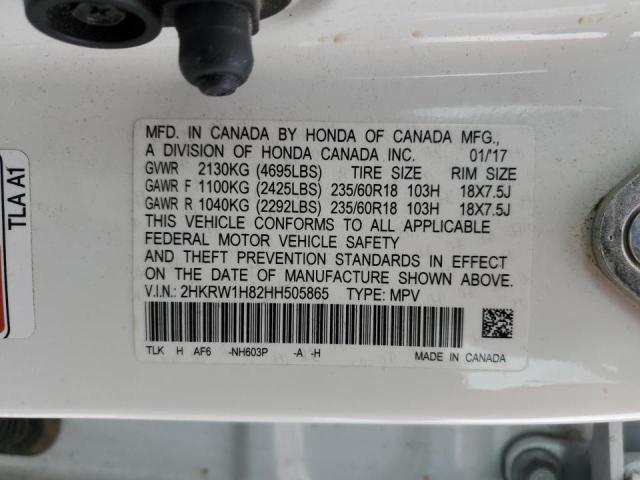 TLA A1
MFD. IN CANADA BY HONDA OF CANADA MFG.,
A DIVISION OF HONDA CANADA INC. 01/17
GVWR 2130KG (4695LBS) TIRE SIZE RIM SIZE
GAWR F 1100KG (2425LBS) 235/60R18 103H 18X7.5J
GAWR R 1040KG (2292LBS) 235/60R18 103H 18X7.5J
THIS VEHICLE CONFORMS TO ALL APPLICABLE
FEDERAL MOTOR VEHICLE SAFETY
AND THEFT PREVENTION STANDARDS IN EFFECT
ON THE DATE OF MANUFACTURE SHOWN ABOVE.
V.I.N.: 2HKRW1H82HH505865 TYPE: MPV
TLK H AF6 -NH603P -A -H MADE IN CANADA